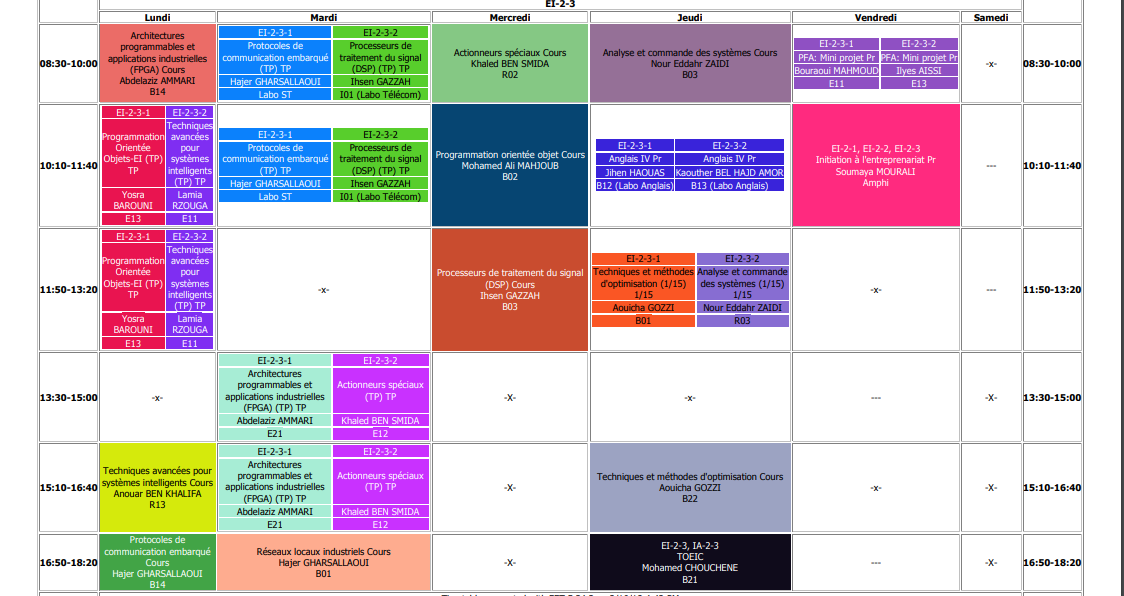 EI-2-3
Lundi Mardi Mercredi Jeudi Vendredi Samedi
08:30-10:00
Architectures
programmables et
applications industrielles
(FPGA) Cours
Abdelaziz AMMARI
B14
EI-2-3-1
Protocoles de
communication embarqué
(TP) TP
Hajer GHARSALLAOUI
Labo ST
EI-2-3-2
Processeurs de
traitement du signal
(DSP) (TP) TP
Ihsen GAZZAH
I01 (Labo Télécom)
Actionneurs spéciaux Cours
Khaled BEN SMIDA
R02
Analyse et commande des systèmes Cours
Nour Eddahr ZAIDI
B03
EI-2-3-1
PFA: Mini projet Pr
Bouraoui MAHMOUD
E11
EI-2-3-2
PFA: Mini projet Pr
Ilyes AISSI
E13
-x-
08:30-10:00
10:10-11:40
EI-2-3-1
Programmation
Orientée
Objets-EI (TP)
TP
Yosra
BAROUNI
E13
EI-2-3-2
Techniques
avancées
pour
systèmes
intelligents
(TP) TP
Lamia
RZOUGA
E11
EI-2-3-1
Protocoles de
communication embarqué
(TP) TP
Hajer GHARSALLAOUI
Labo ST
EI-2-3-2
Processeurs de
traitement du signal
(DSP) (TP) TP
Ihsen GAZZAH
I01 (Labo Télécom)
Programmation orientée objet Cours
Mohamed Ali MAHJOUB
B02
EI-2-3-1
Anglais IV Pr
Jihen HAOUAS
B12 (Labo Anglais)
EI-2-3-2
Anglais IV Pr
Kaouther BEL HAJD AMOR
B13 (Labo Anglais)
EI-2-1, EI-2-2, EI-2-3
Initiation à l'entreprenariat Pr
Soumaya MOURALI
Amphi
---
10:10-11:40
11:50-13:20
EI-2-3-1
Programmation
Orientée
Objets-EI (TP)
TP
Yosra
BAROUNI
E13
EI-2-3-2
Techniques
avancées
pour
systèmes
intelligents
(TP) TP
Lamia
RZOUGA
E11
-x-
Processeurs de traitement du signal
(DSP) Cours
Ihsen GAZZAH
B03
EI-2-3-1
Techniques et méthodes
d'optimisation (1/15)
1/15
Aouicha GOZZI
B01
EI-2-3-2
Analyse et commande
des systèmes (1/15)
1/15
Nour Eddahr ZAIDI
R03
-x-
---
11:50-13:20
13:30-15:00
-x-
EI-2-3-1
Architectures
programmables et
applications industrielles
(FPGA) (TP) TP
Abdelaziz AMMARI
E21
EI-2-3-2
Actionneurs spéciaux
(TP) TP
Khaled BEN SMIDA
E12
-X-
-x-
---
-X-
13:30-15:00
15:10-16:40
Techniques avancées pour
systèmes intelligents Cours
Anouar BEN KHALIFA
R13
EI-2-3-1
Architectures
programmables et
applications industrielles
(FPGA) (TP) TP
Abdelaziz AMMARI
E21
EI-2-3-2
Actionneurs spéciaux
(TP) TP
Khaled BEN SMIDA
E12
-X-
Techniques et méthodes d'optimisation Cours
Aouicha GOZZI
B22
-x-
-X-
15:10-16:40
16:50-18:20
Protocoles de
communication embarqué
Cours
Hajer GHARSALLAOUI
B14
Réseaux locaux industriels Cours
Hajer GHARSALLAOUI
B01
-X-
EI-2-3, IA-2-3
TOEIC
Mohamed CHOUCHENE
B21
---
-X-
16:50-18:20